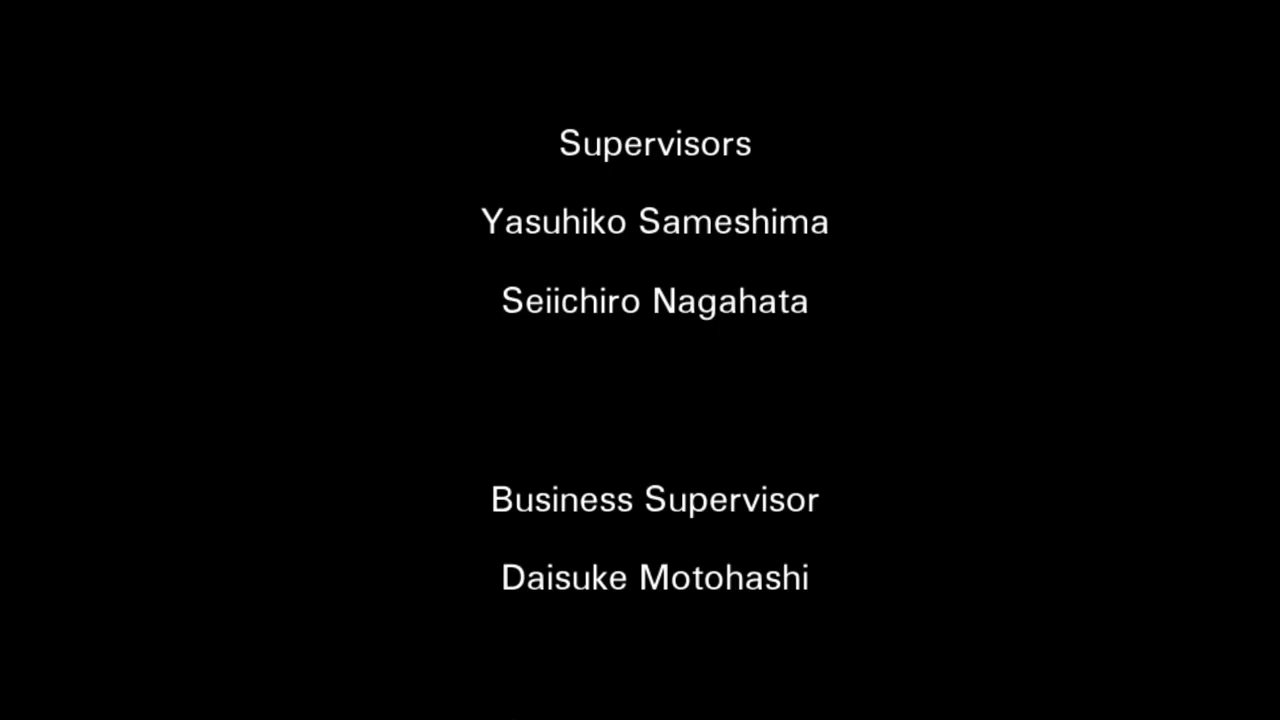 Supervisors
Yasuhiko Sameshima
Seiichiro Nagahata
Business Supervisor
Daisuke Motohashi